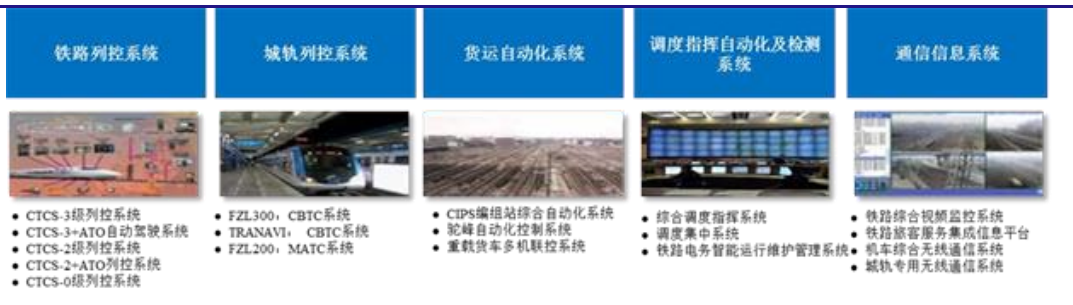 铁路列控系统
城轨列控系统
货运自动化系统
调度指挥自动化及检测
系统
通信信息系统
● CTCS-3级列控系统
● CTCS-3+ATO自动驾驶系统
● CTCS-2级列控系统
● CTCS-2+ATO列控系统
● CTCS-0级列控系统
● FZL300：CBTC系统
● TRANAVI： CBTC系统
● FZL200：MATC系统
● CIPS编组站综合自动化系统
● 驼峰自动化控制系统
● 重载货车多机联控系统
● 综合调度指挥系统
● 调度集中系统
● 铁路电务智能运行维护管理系统
● 铁路综合视频监控系统
● 铁路旅客服务集成信息平台
● 机车综合无线通信系统
● 城轨专用无线通信系统